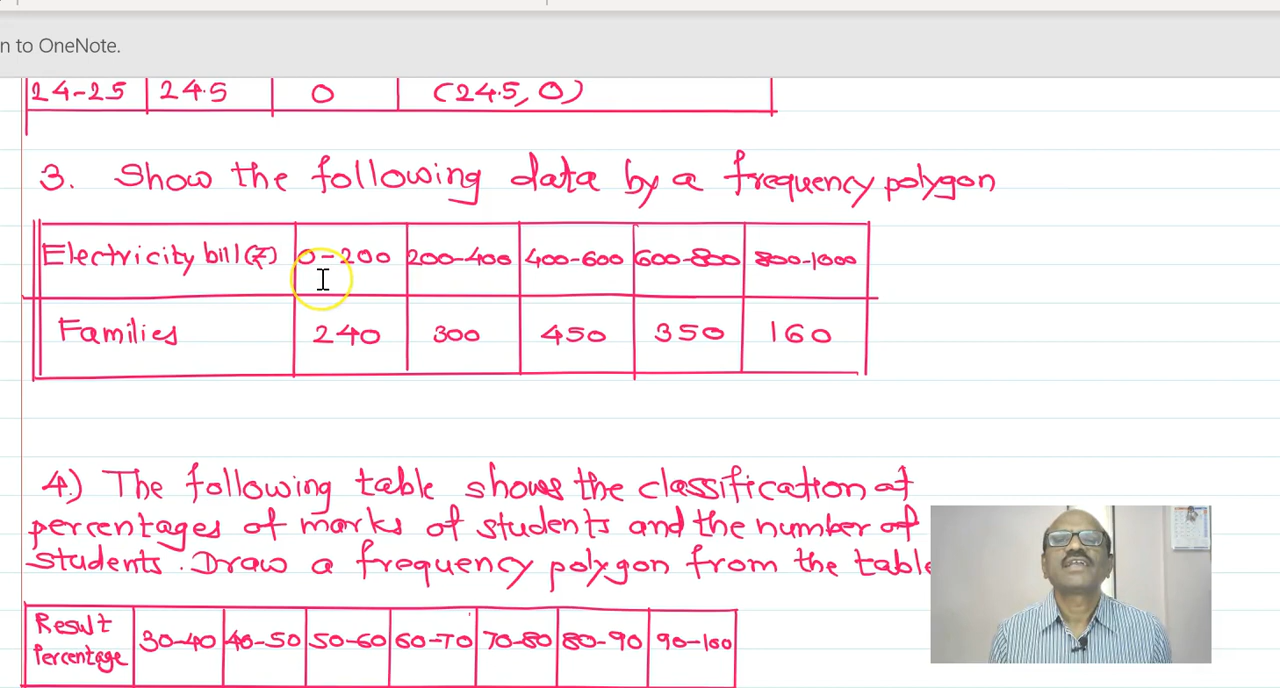 n to OneNote.
24-25 24.5 0 (24.5, 0)
3. Show the following data by a frequency polygon
Electricity bill (₹) 0-200 200-400 400-600 600-800 800-1000
Families 240 300 450 350 160
4.) The following table shows the classification of
percentages of marks of students and the number of
students. Draw a frequency polygon from the table
Result
Percentage 30-40 40-50 50-60 60-70 70-80 80-90 90-100